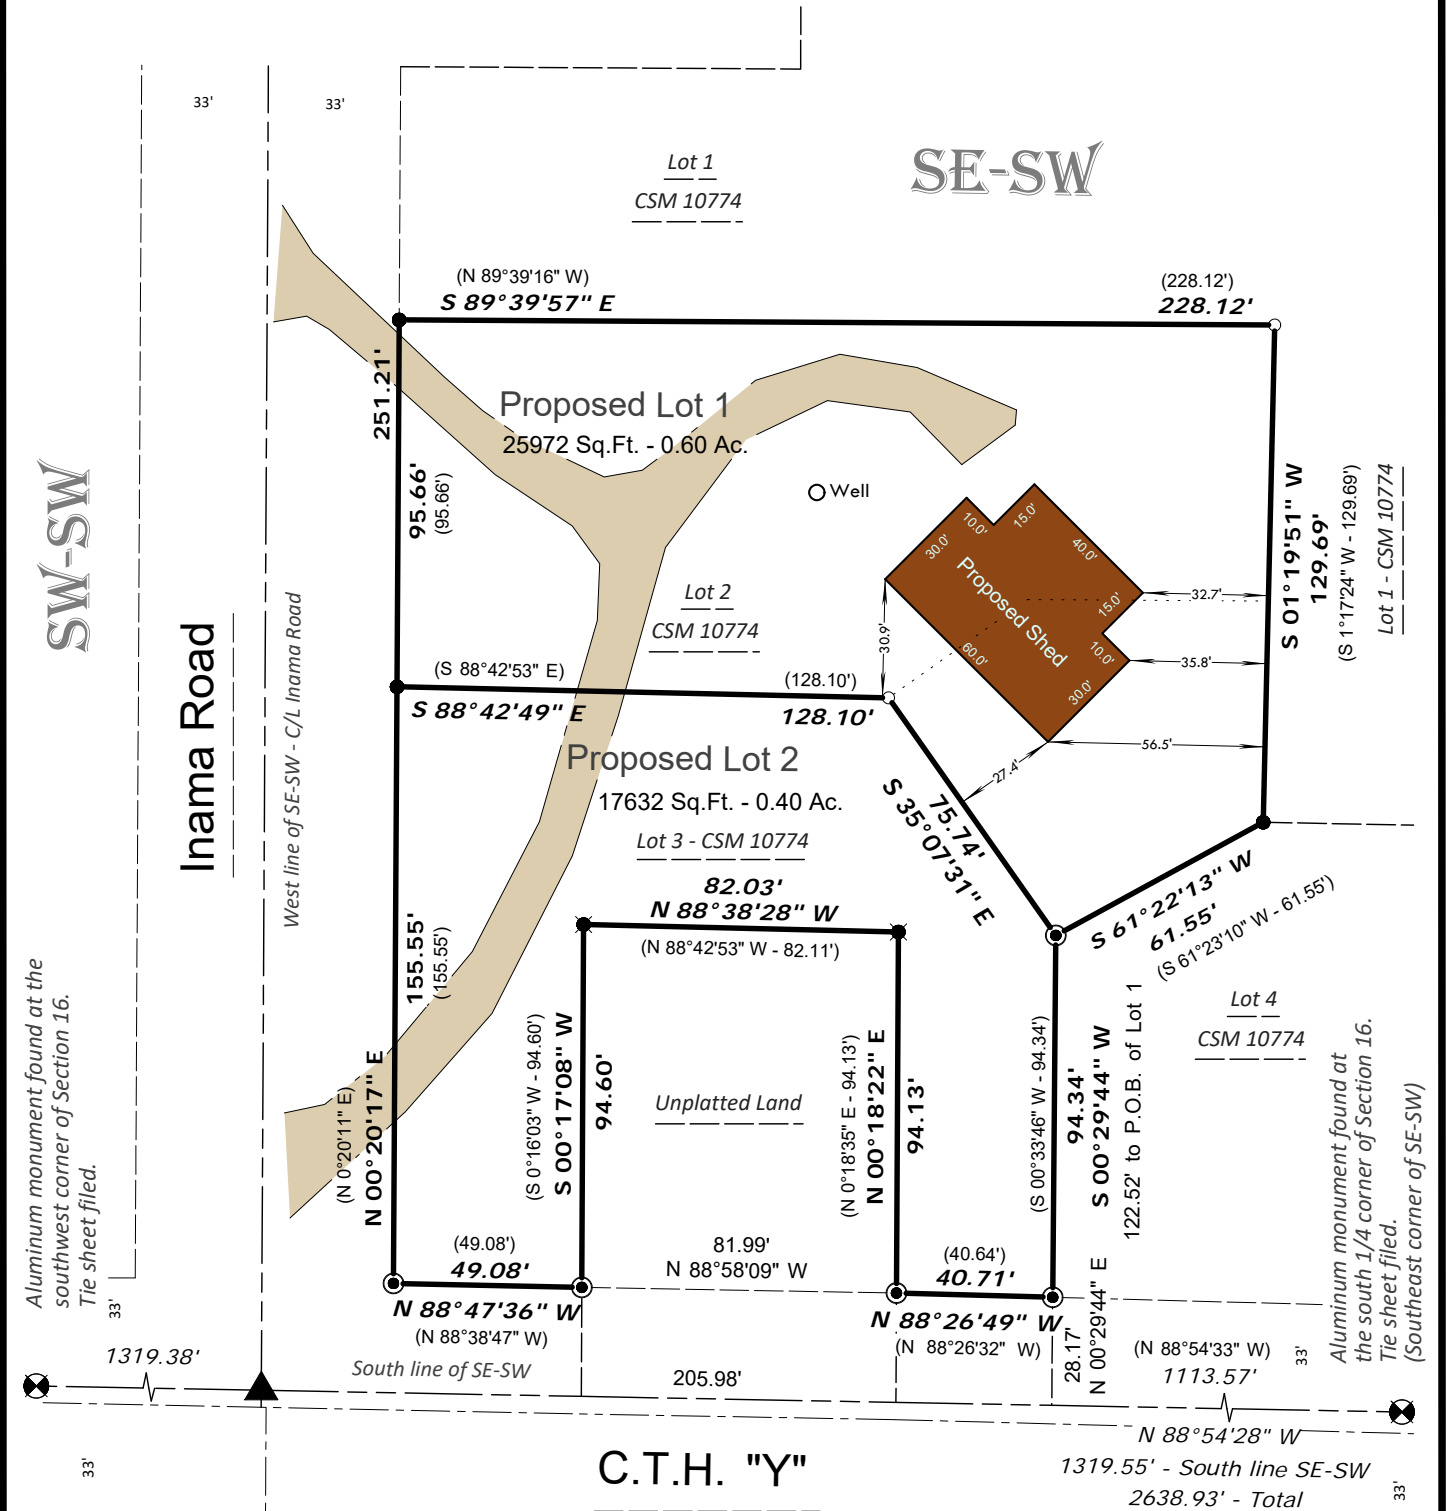 33'
33'
Lot 1
CSM 10774
SE-SW
(N 89°39'16" W)
S 89°39'57" E
(228.12')
228.12'
251.21'
Proposed Lot 1
25972 Sq.Ft. - 0.60 Ac.
95.66'
(95.66')
Well
SW-SW
Inama Road
West line of SE-SW - C/L Inama Road
30.0'
10.0'
15.0'
40.0'
15.0'
10.0'
30.0'
60.0'
Proposed Shed
32.7'
35.8'
56.5'
30.9'
27.4'
S 01°19'51" W
129.69'
(S 1°17'24" W - 129.69')
Lot 1 - CSM 10774
Lot 2
CSM 10774
(S 88°42'53" E)
S 88°42'49" E
(128.10')
128.10'
Proposed Lot 2
17632 Sq.Ft. - 0.40 Ac.
Lot 3 - CSM 10774
75.74'
S 35°07'31" E
82.03'
N 88°38'28" W
(N 88°42'53" W - 82.11')
S 61°22'13" W
61.55'
(S 61°23'10" W - 61.55')
155.55'
(155.55')
(N 0°20'11" E)
N 00°20'17" E
(S 0°16'03" W - 94.60')
S 00°17'08" W
94.60'
Unplatted Land
(N 0°18'35" E - 94.13')
N 00°18'22" E
94.13'
(S 00°33'46" W - 94.34')
94.34'
S 00°29'44" W
122.52' to P.O.B. of Lot 1
Lot 4
CSM 10774
Aluminum monument found at the
southwest corner of Section 16.
Tie sheet filed.
Aluminum monument found at
the south 1/4 corner of Section 16.
Tie sheet filed.
(Southeast corner of SE-SW)
(49.08')
49.08'
N 88°47'36" W
(N 88°38'47" W)
81.99'
N 88°58'09" W
(40.64')
40.71'
N 88°26'49" W
(N 88°26'32" W)
28.17'
N 00°29'44" E
33'
33'
1319.38'
South line of SE-SW
205.98'
(N 88°54'33" W)
1113.57'
N 88°54'28" W
1319.55' - South line SE-SW
2638.93' - Total
33'
33'
C.T.H. "Y"